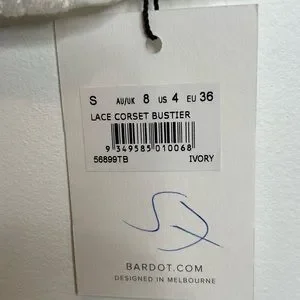 S AU/UK 8 US 4 EU 36
LACE CORSET BUSTIER
9 349585 010068
56899TB IVORY
BARDOT.COM
DESIGNED IN MELBOURNE